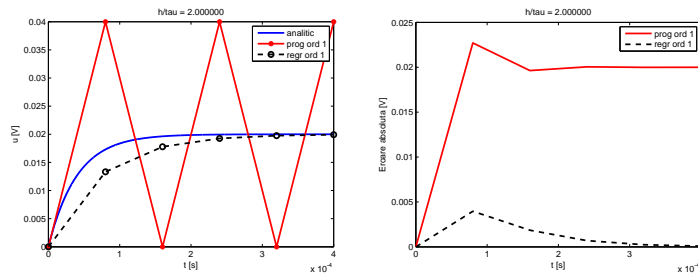 h/tau = 2.000000
analitic
prog ord 1
regr ord 1
u [V]
0.04
0.035
0.03
0.025
0.02
0.015
0.01
0.005
0
0 1 2 3 4
x 10⁻⁴
t [s]
h/tau = 2.000000
prog ord 1
regr ord 1
Eroare absoluta [V]
0.025
0.02
0.015
0.01
0.005
0
0 1 2 3 4
x 10⁻⁴
t [s]